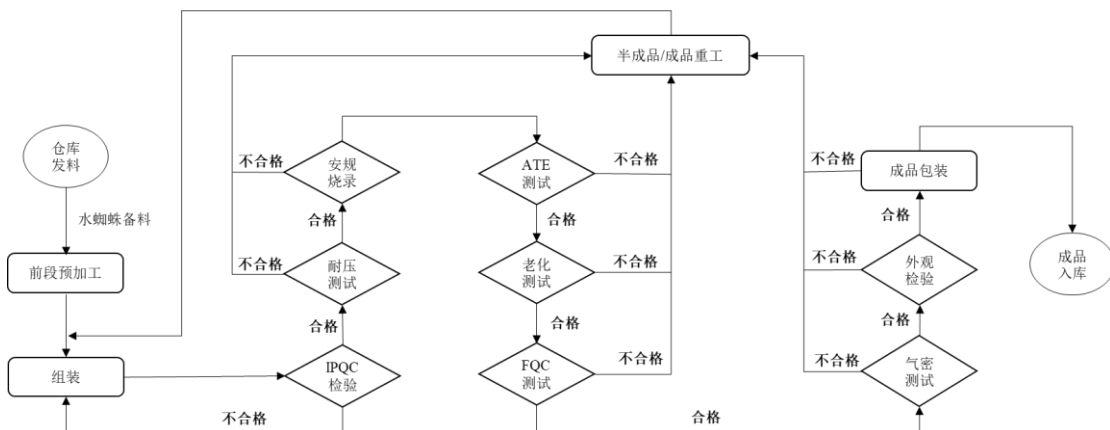 半成品/成品重工
仓库
发料
水蜘蛛备料
前段预加工
组装
不合格
安规
烧录
合格
不合格
耐压
测试
合格
IPQC
检验
不合格
ATE
测试
不合格
合格
老化
测试
不合格
合格
FQC
测试
不合格
合格
不合格
成品包装
合格
不合格
外观
检验
合格
不合格
气密
测试
成品
入库